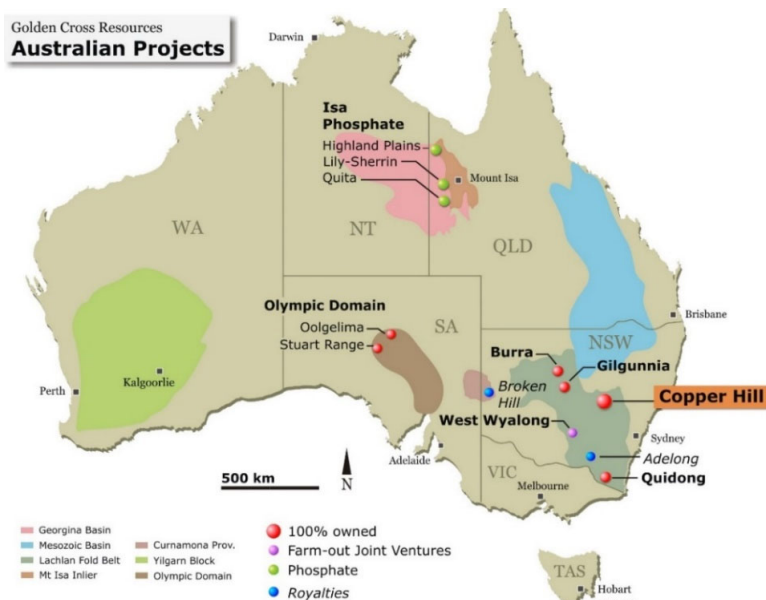 Golden Cross Resources
Australian Projects
Darwin
Isa
Phosphate
Highland Plains
Lily-Sherrin
Quita
Mount Isa
WA
NT
QLD
Olympic Domain
Oolgelima
Stuart Range
SA
Brisbane
NSW
Burra
Gilgunnia
Perth
Kalgoorlie
Broken
Hill
Copper Hill
West Wyalong
Sydney
Adelaide
500 km
N
VIC
Adelong
Melbourne
Quidong
Georgina Basin
Mesozoic Basin
Lachlan Fold Belt
Mt Isa Inlier
Curnamona Prov.
Yilgarn Block
Olympic Domain
100% owned
Farm-out Joint Ventures
Phosphate
Royalties
TAS
Hobart